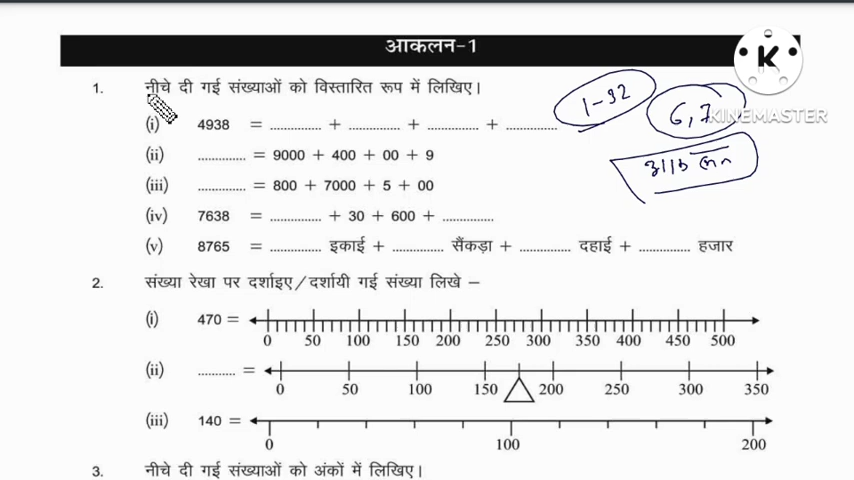 आकलन-1
1. नीचे दी गई संख्याओं को विस्तारित रूप में लिखिए।
(i) 4938 = .............. + .............. + .............. + ..............
(ii) ............. = 9000 + 400 + 00 + 9
(iii) ............. = 800 + 7000 + 5 + 00
(iv) 7638 = .............. + 30 + 600 + ..............
(v) 8765 = .............. इकाई + .............. सैंकड़ा + .............. दहाई + .............. हजार
1-92
6,7
K
KINEMASTER
2. संख्या रेखा पर दर्शाइए/दर्शायी गई संख्या लिखे –
(i) 470 =
0 50 100 150 200 250 300 350 400 450 500
(ii) .......... =
0 50 100 150 200 250 300 350
(iii) 140 =
0 100 200
3. नीचे दी गई संख्याओं को अंकों में लिखिए।